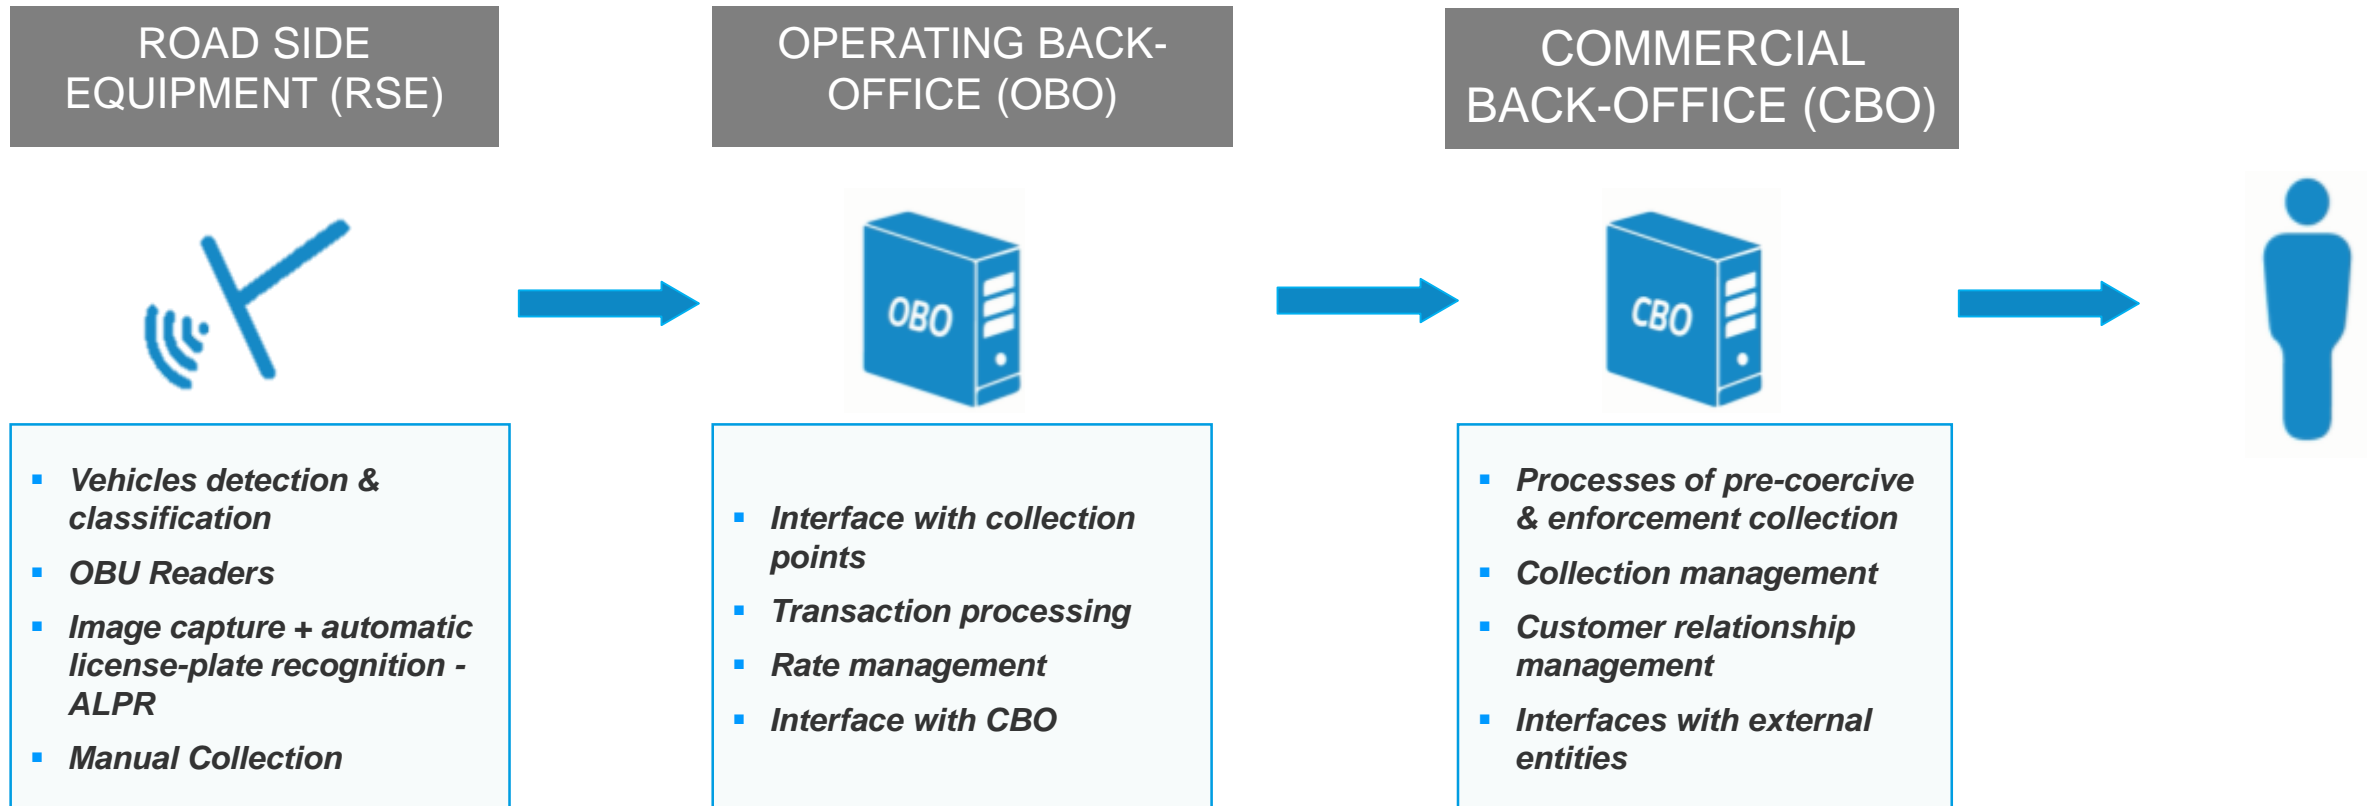 ROAD SIDE
EQUIPMENT (RSE)
OPERATING BACK-
OFFICE (OBO)
COMMERCIAL
BACK-OFFICE (CBO)
OBO
CBO
Vehicles detection &
classification
OBU Readers
Image capture + automatic
license-plate recognition -
ALPR
Manual Collection
Interface with collection
points
Transaction processing
Rate management
Interface with CBO
Processes of pre-coercive
& enforcement collection
Collection management
Customer relationship
management
Interfaces with external
entities